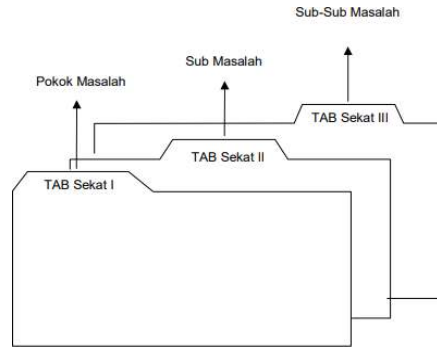 Sub-Sub Masalah
Sub Masalah
Pokok Masalah
TAB Sekat III
TAB Sekat II
TAB Sekat I